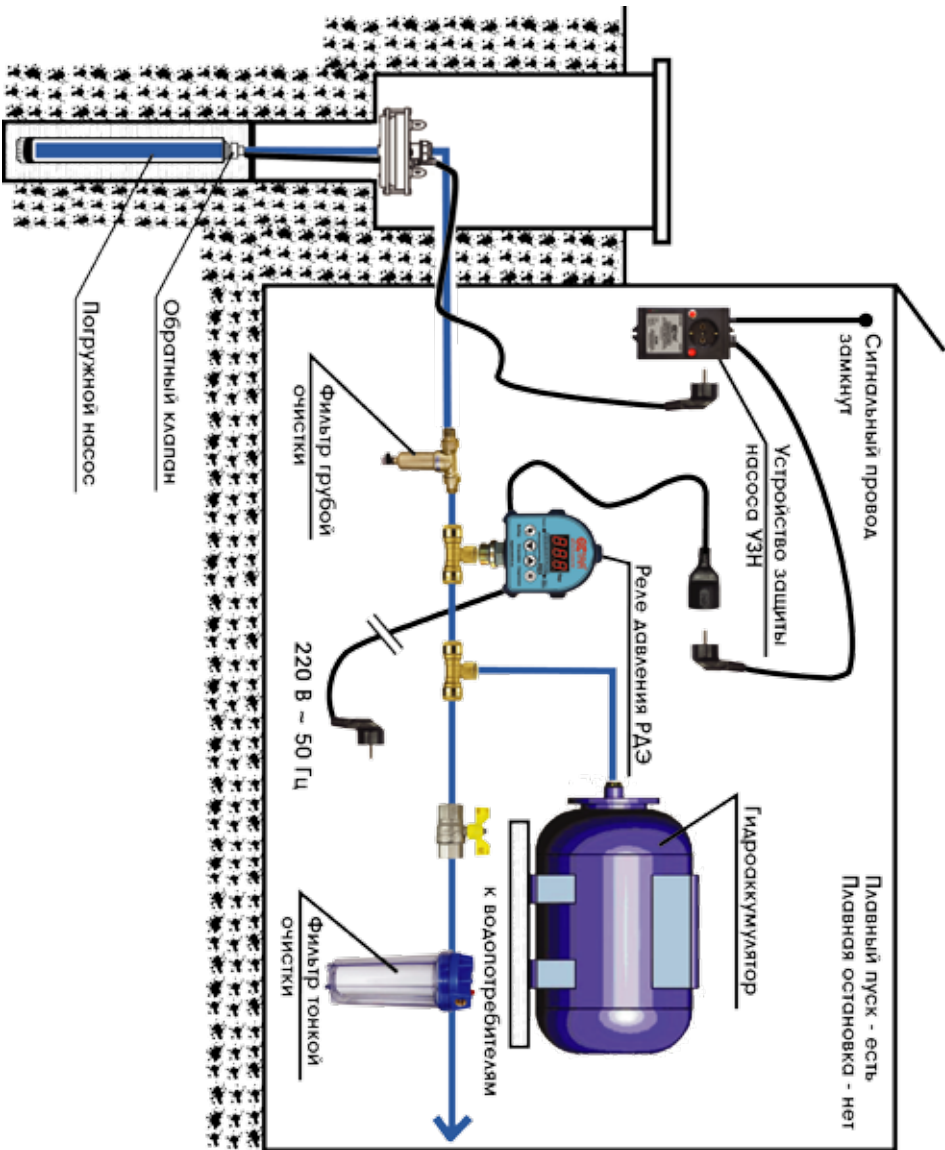 Плавный пуск - есть
Плавная остановка - нет
Сигнальный провод
замкнут
Устройство защиты
насоса УЗН
Гидроаккумулятор
Реле давления РДЭ
к водопотребителям
220 В ~ 50 Гц
Фильтр грубой
очистки
Фильтр тонкой
очистки
Обратный клапан
Погружной насос
888